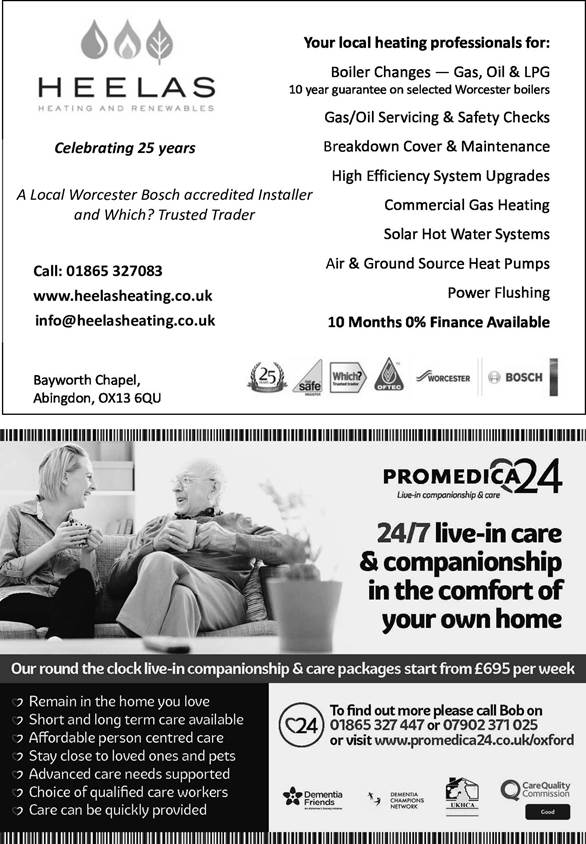 HEELAS
HEATING AND RENEWABLES
Celebrating 25 years
A Local Worcester Bosch accredited Installer
and Which? Trusted Trader
Call: 01865 327083
www.heelasheating.co.uk
info@heelasheating.co.uk
Bayworth Chapel,
Abingdon, OX13 6QU
Your local heating professionals for:
Boiler Changes — Gas, Oil & LPG
10 year guarantee on selected Worcester boilers
Gas/Oil Servicing & Safety Checks
Breakdown Cover & Maintenance
High Efficiency System Upgrades
Commercial Gas Heating
Solar Hot Water Systems
Air & Ground Source Heat Pumps
Power Flushing
10 Months 0% Finance Available
25
safe
REGISTER
Which?
Trusted trader
OFTEC
WORCESTER
BOSCH
PROMEDICA24
Live-in companionship & care
24/7 live-in care
& companionship
in the comfort of
your own home
Our round the clock live-in companionship & care packages start from £695 per week
Remain in the home you love
Short and long term care available
Affordable person centred care
Stay close to loved ones and pets
Advanced care needs supported
Choice of qualified care workers
Care can be quickly provided
24
To find out more please call Bob on
01865 327 447 or 07902 371 025
or visit www.promedica24.co.uk/oxford
Dementia
Friends
An Alzheimer's Society initiative
DEMENTIA
CHAMPIONS
NETWORK
UKHCA
CareQuality
Commission
Good